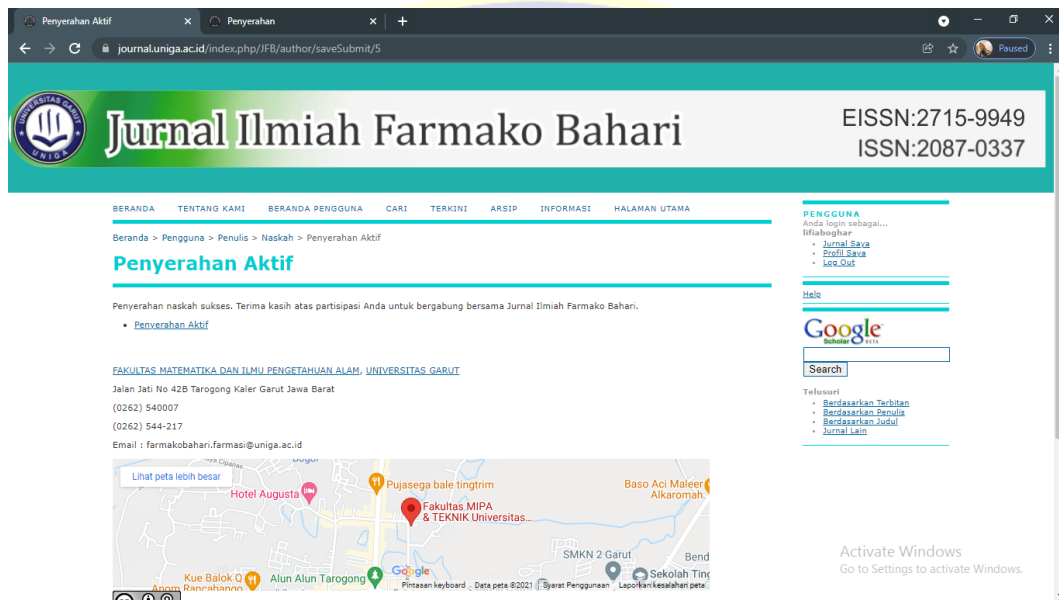 Penyerahan Aktif
Penyerahan
journal.uniga.ac.id/index.php/JFB/author/saveSubmit/5
Paused
UNIVERSITAS GARUT
UNIGA
Jurnal Ilmiah Farmako Bahari
EISSN:2715-9949
ISSN:2087-0337
BERANDA TENTANG KAMI BERANDA PENGGUNA CARI TERKINI ARSIP INFORMASI HALAMAN UTAMA
Beranda > Pengguna > Penulis > Naskah > Penyerahan Aktif
Penyerahan Aktif
Penyerahan naskah sukses. Terima kasih atas partisipasi Anda untuk bergabung bersama Jurnal Ilmiah Farmako Bahari.
Penyerahan Aktif
FAKULTAS MATEMATIKA DAN ILMU PENGETAHUAN ALAM, UNIVERSITAS GARUT
Jalan Jati No 42B Tarogong Kaler Garut Jawa Barat
(0262) 540007
(0262) 544-217
Email : farmakobahari.farmasi@uniga.ac.id
Lihat peta lebih besar
Hotel Augusta
Pujasega bale tingtrim
Baso Aci Maleer
Alkaromah
Fakultas MIPA
& TEKNIK Universitas...
SMKN 2 Garut
Bend
Sekolah Ting
Kue Balok Q
Anom Rancabango
Alun Alun Tarogong
Google
Pintasan keyboard Data peta ©2021 Syarat Penggunaan Laporkan kesalahan peta
PENGGUNA
Anda login sebagai...
lifiaboghar
Jurnal Saya
Profil Saya
Log Out
Help
Google
Scholar BETA
Search
Telusuri
Berdasarkan Terbitan
Berdasarkan Penulis
Berdasarkan Judul
Jurnal Lain
Activate Windows
Go to Settings to activate Windows.